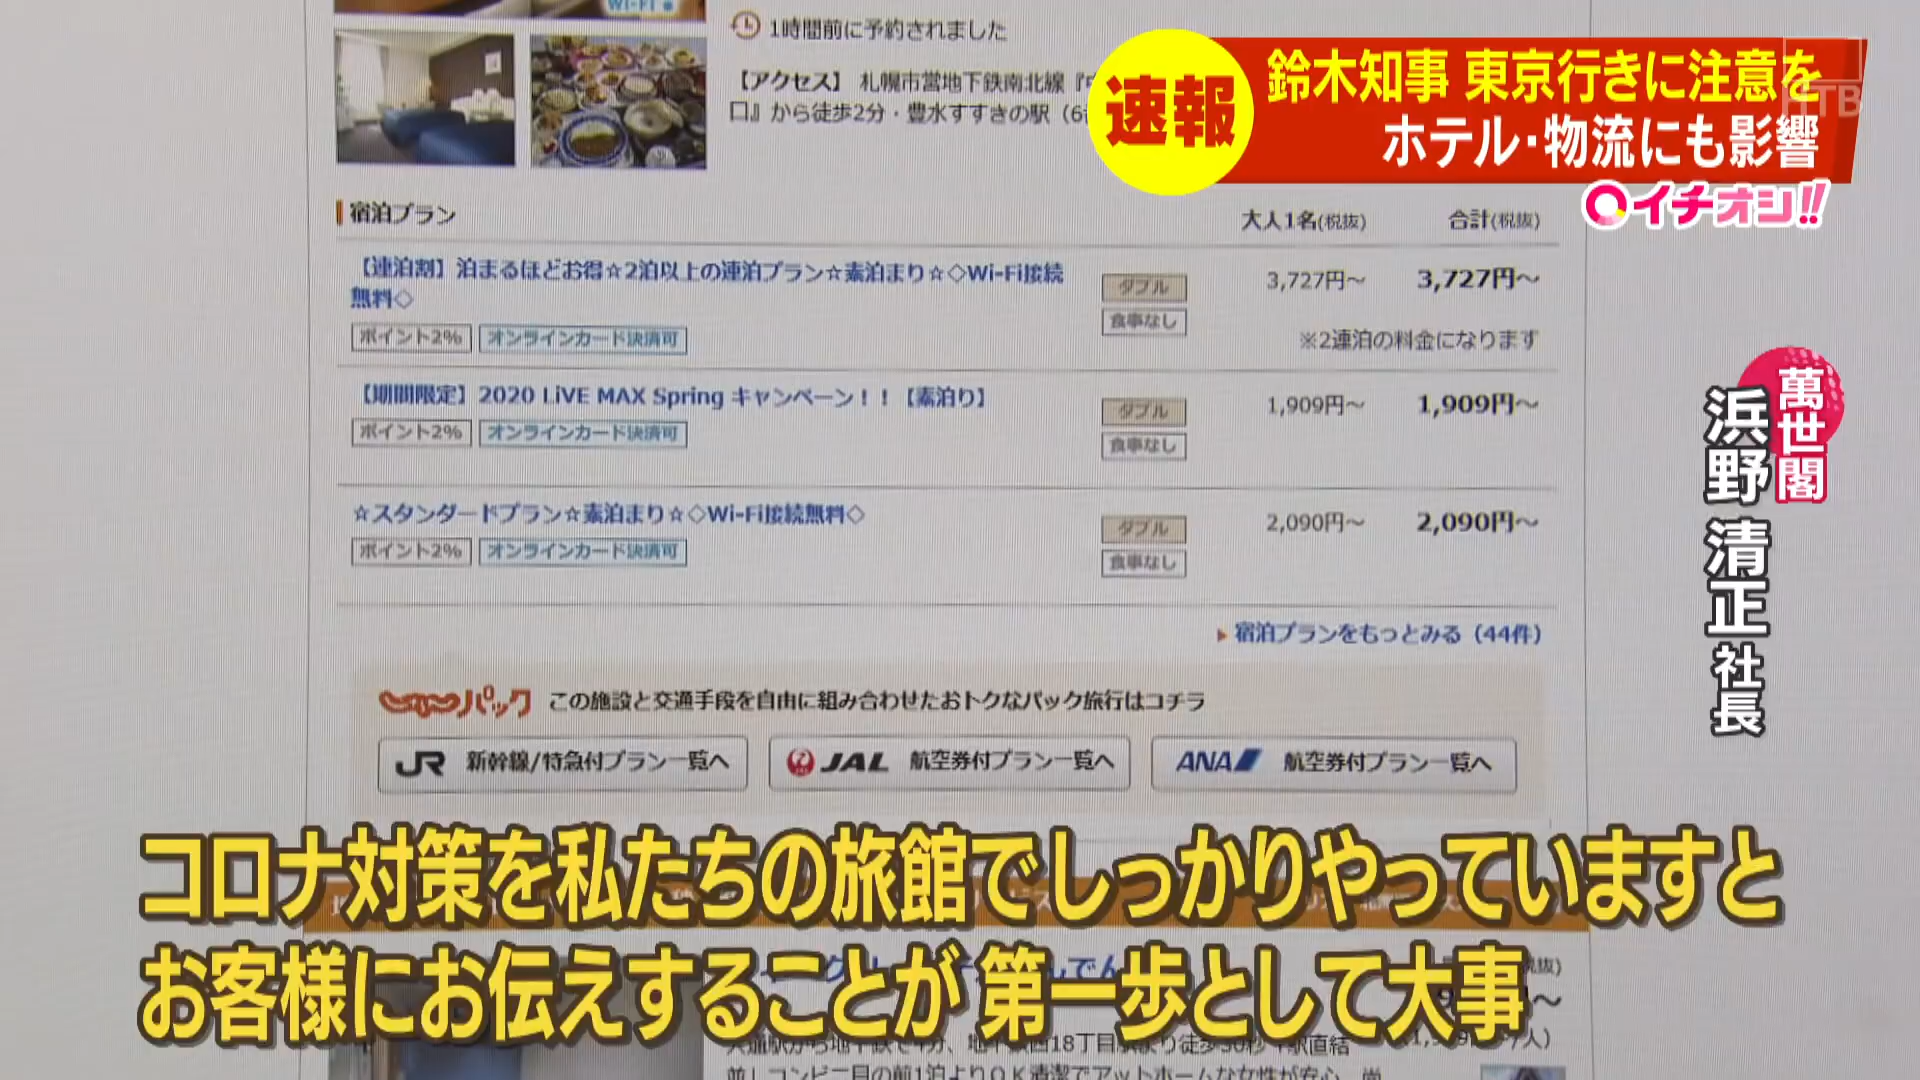 Wi-Fi
1時間前に予約されました
【アクセス】 札幌市営地下鉄南北線『中
口』から徒歩2分・豊水すすきの駅（6
速報
鈴木知事 東京行きに注意を
ホテル・物流にも影響
HTB
イチオシ!!
宿泊プラン
大人1名(税抜)
合計(税抜)
【連泊割】泊まるほどお得☆2泊以上の連泊プラン☆素泊まり☆◇Wi-Fi接続
無料◇
ダブル
3,727円～
3,727円～
食事なし
ポイント2%
オンラインカード決済可
※2連泊の料金になります
【期間限定】2020 LiVE MAX Spring キャンペーン！！【素泊り】
ダブル
1,909円～
1,909円～
ポイント2%
オンラインカード決済可
食事なし
☆スタンダードプラン☆素泊まり☆◇Wi-Fi接続無料◇
ダブル
2,090円～
2,090円～
ポイント2%
オンラインカード決済可
食事なし
宿泊プランをもっとみる（44件）
萬世閣
浜野 清正 社長
じゃらんパック
この施設と交通手段を自由に組み合わせたおトクなパック旅行はコチラ
JR 新幹線/特急付プラン一覧へ
JAL 航空券付プラン一覧へ
ANA 航空券付プラン一覧へ
コロナ対策を私たちの旅館でしっかりやっていますと
お客様にお伝えすることが 第一歩として大事